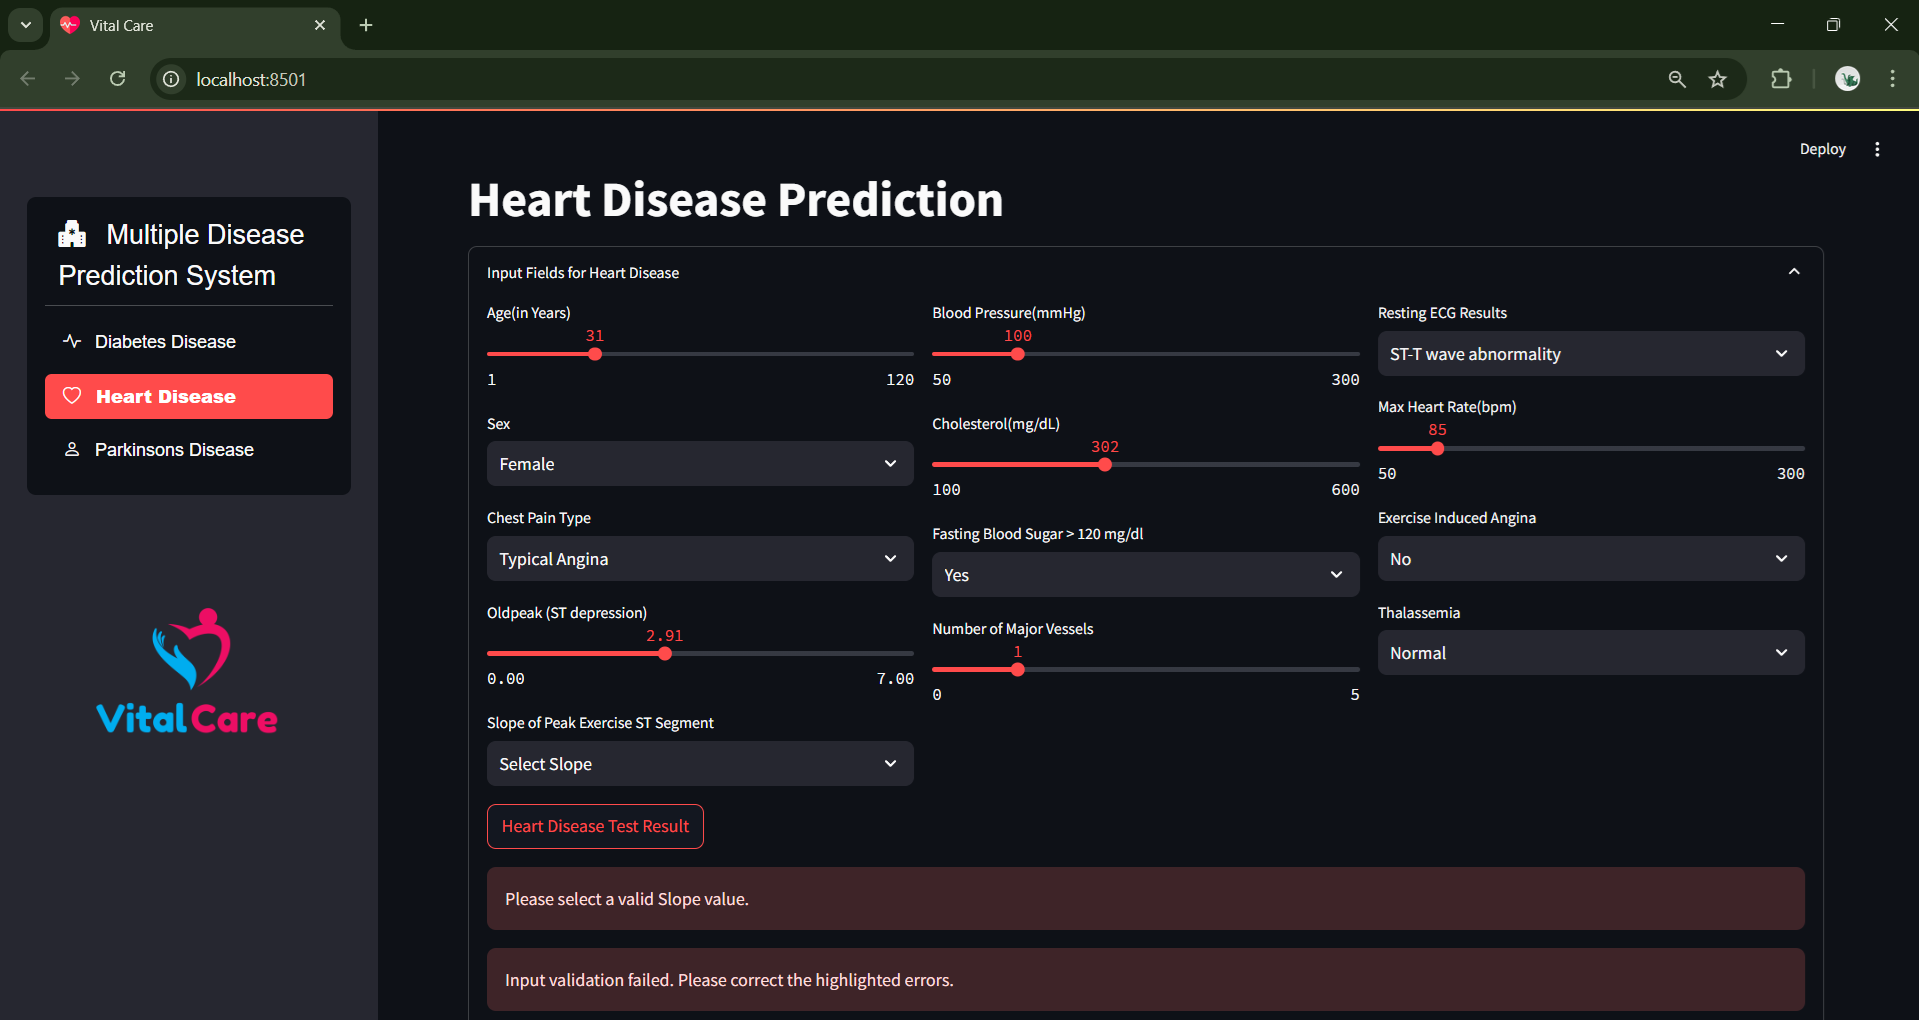 Vital Care
localhost:8501
Deploy
Multiple Disease
Prediction System
Diabetes Disease
Heart Disease
Parkinsons Disease
Vital Care
Heart Disease Prediction
Input Fields for Heart Disease
Age(in Years)
31
1 120
Sex
Female
Chest Pain Type
Typical Angina
Oldpeak (ST depression)
2.91
0.00 7.00
Slope of Peak Exercise ST Segment
Select Slope
Blood Pressure(mmHg)
100
50 300
Cholesterol(mg/dL)
302
100 600
Fasting Blood Sugar > 120 mg/dl
Yes
Number of Major Vessels
1
0 5
Resting ECG Results
ST-T wave abnormality
Max Heart Rate(bpm)
85
50 300
Exercise Induced Angina
No
Thalassemia
Normal
Heart Disease Test Result
Please select a valid Slope value.
Input validation failed. Please correct the highlighted errors.